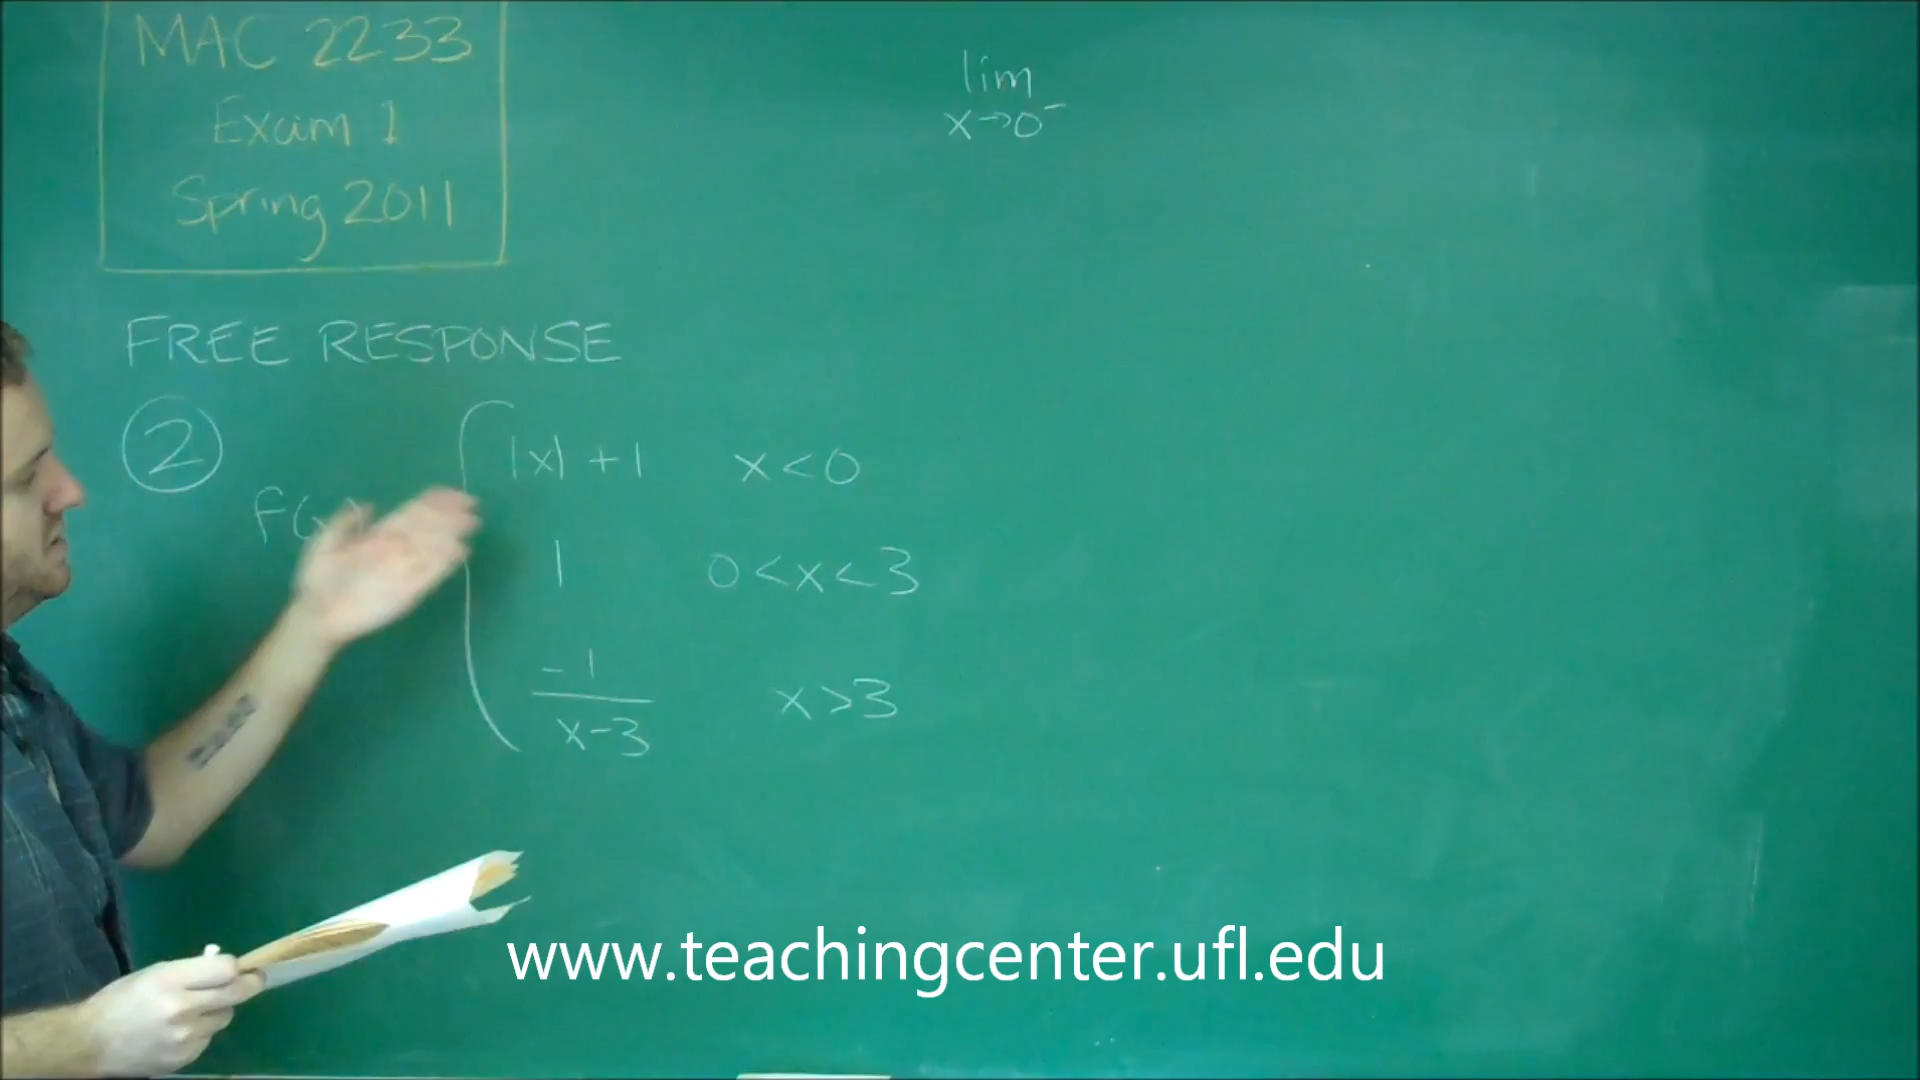 MAC 2233
Exam 1
Spring 2011
lim
x→0⁻
FREE RESPONSE
2
|x| + 1 x < 0
f(x)
1 0 < x < 3
-1
x-3 x > 3
www.teachingcenter.ufl.edu